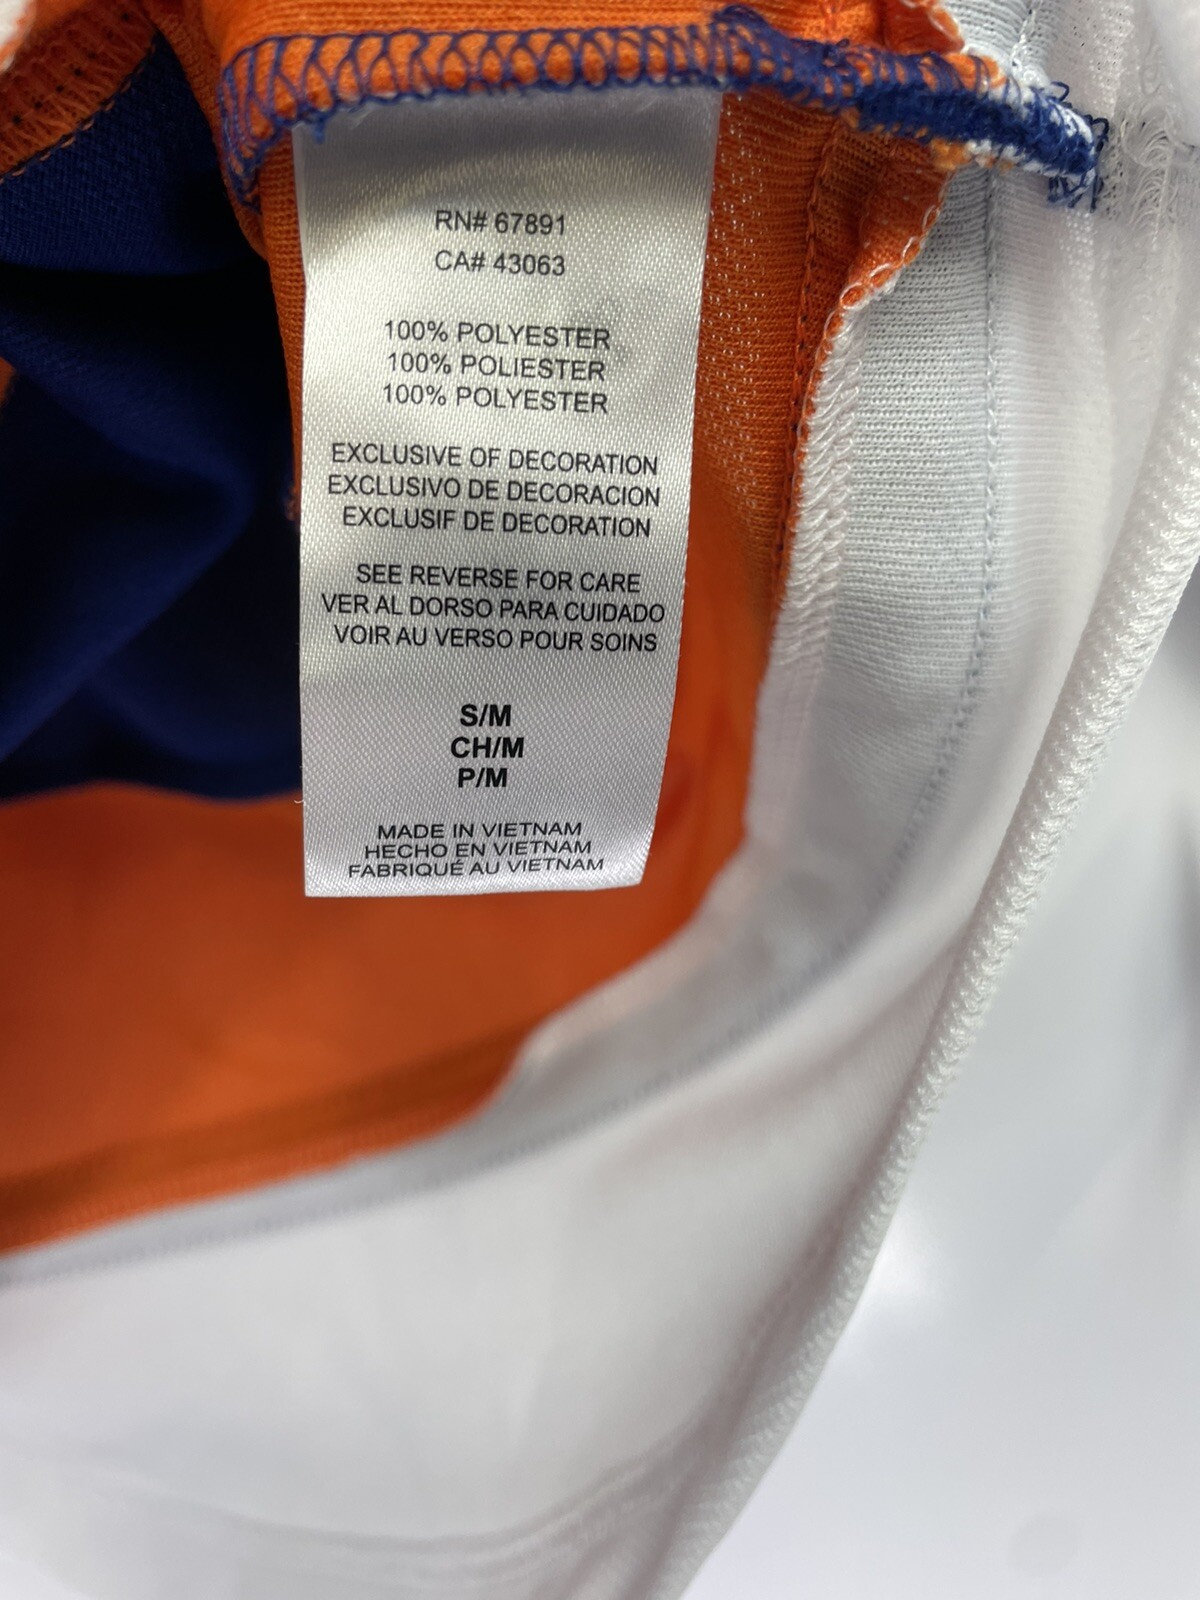 RN# 67891
CA# 43063
100% POLYESTER
100% POLIESTER
100% POLYESTER
EXCLUSIVE OF DECORATION
EXCLUSIVO DE DECORACION
EXCLUSIF DE DECORATION
SEE REVERSE FOR CARE
VER AL DORSO PARA CUIDADO
VOIR AU VERSO POUR SOINS
S/M
CH/M
P/M
MADE IN VIETNAM
HECHO EN VIETNAM
FABRIQUÉ AU VIETNAM